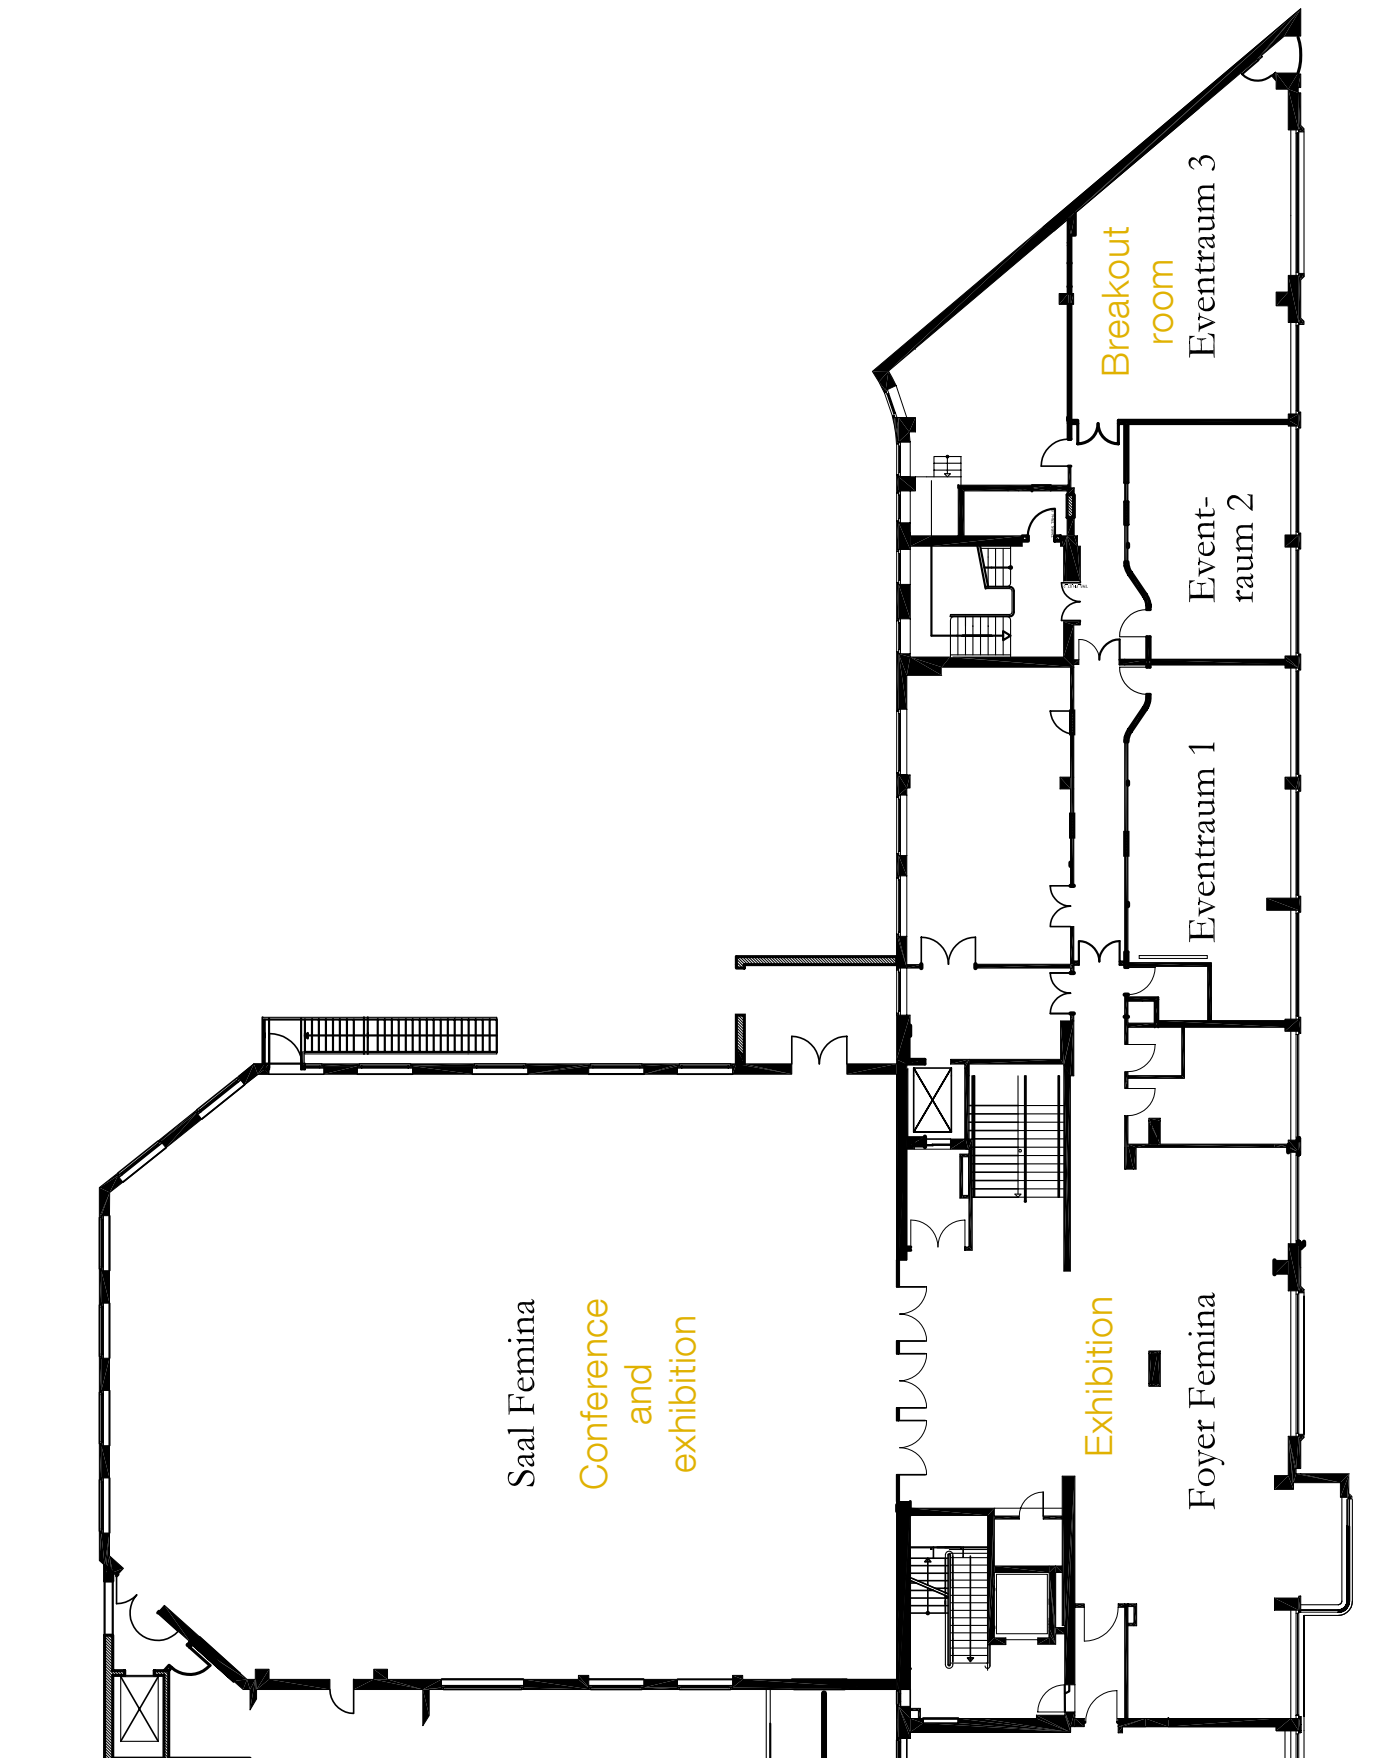 Breakout
room
Eventraum 3
Event-
raum 2
Eventraum 1
Saal Femina
Conference
and
exhibition
Exhibition
Foyer Femina